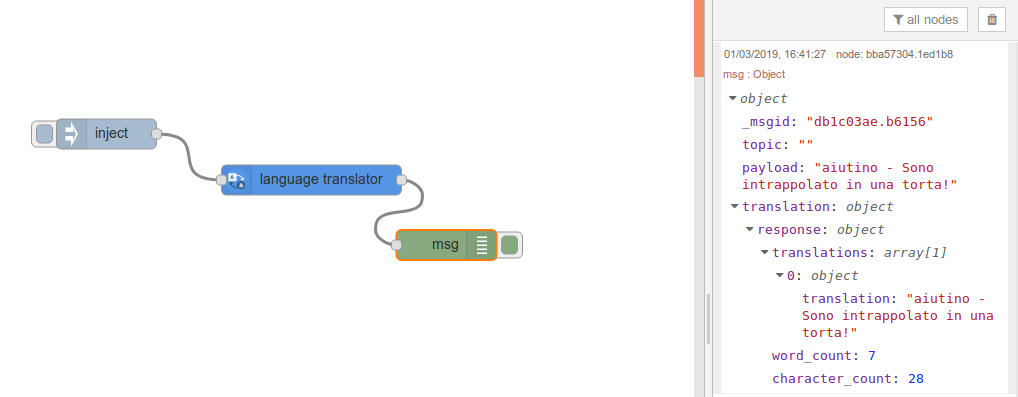 all nodes
01/03/2019, 16:41:27 node: bba57304.1ed1b8
msg : Object
object
_msgid: "db1c03ae.b6156"
inject
topic: ""
payload: "aiutino - Sono
intrappolato in una torta!"
language translator
translation: object
response: object
msg
translations: array[1]
0: object
translation: "aiutino -
Sono intrappolato in una
torta!"
word_count: 7
character_count: 28